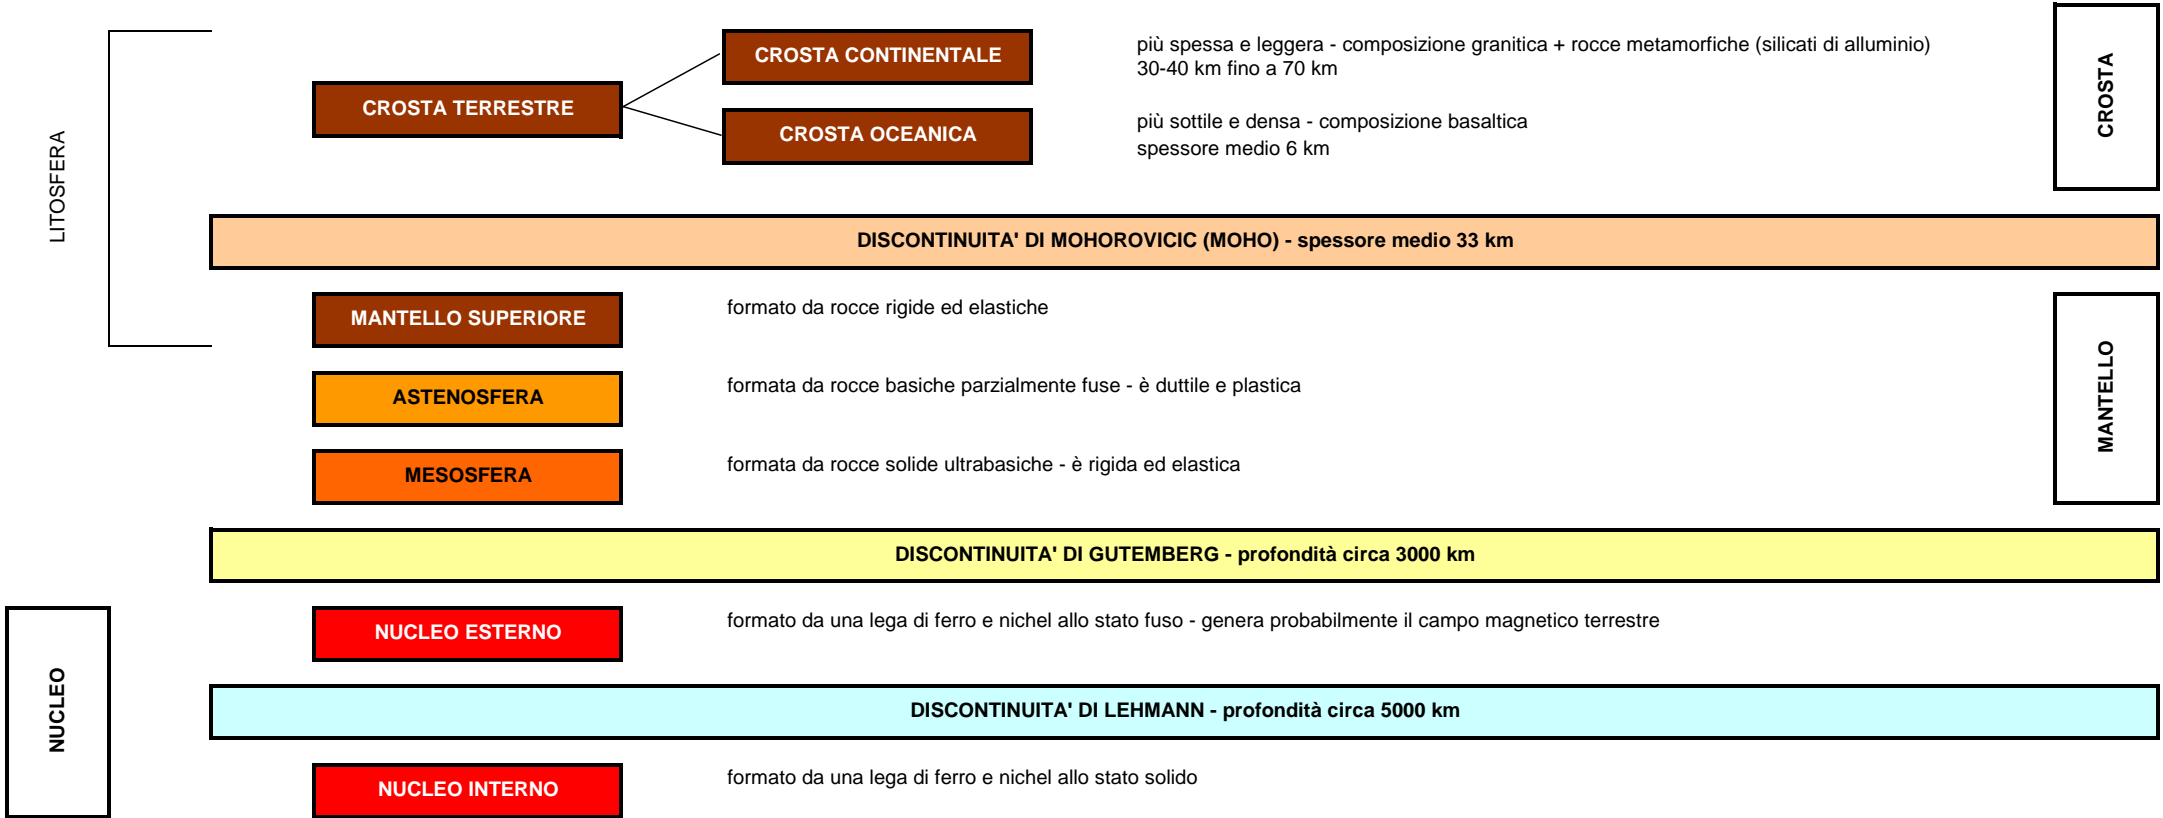 CROSTA CONTINENTALE
più spessa e leggera - composizione granitica + rocce metamorfiche (silicati di alluminio)
30-40 km fino a 70 km
CROSTA TERRESTRE
CROSTA OCEANICA
più sottile e densa - composizione basaltica
spessore medio 6 km
CROSTA
LITOSFERA
DISCONTINUITA' DI MOHOROVICIC (MOHO) - spessore medio 33 km
MANTELLO SUPERIORE
formato da rocce rigide ed elastiche
ASTENOSFERA
formata da rocce basiche parzialmente fuse - è duttile e plastica
MANTELLO
MESOSFERA
formata da rocce solide ultrabasiche - è rigida ed elastica
DISCONTINUITA' DI GUTEMBERG - profondità circa 3000 km
NUCLEO ESTERNO
formato da una lega di ferro e nichel allo stato fuso - genera probabilmente il campo magnetico terrestre
NUCLEO
DISCONTINUITA' DI LEHMANN - profondità circa 5000 km
NUCLEO INTERNO
formato da una lega di ferro e nichel allo stato solido